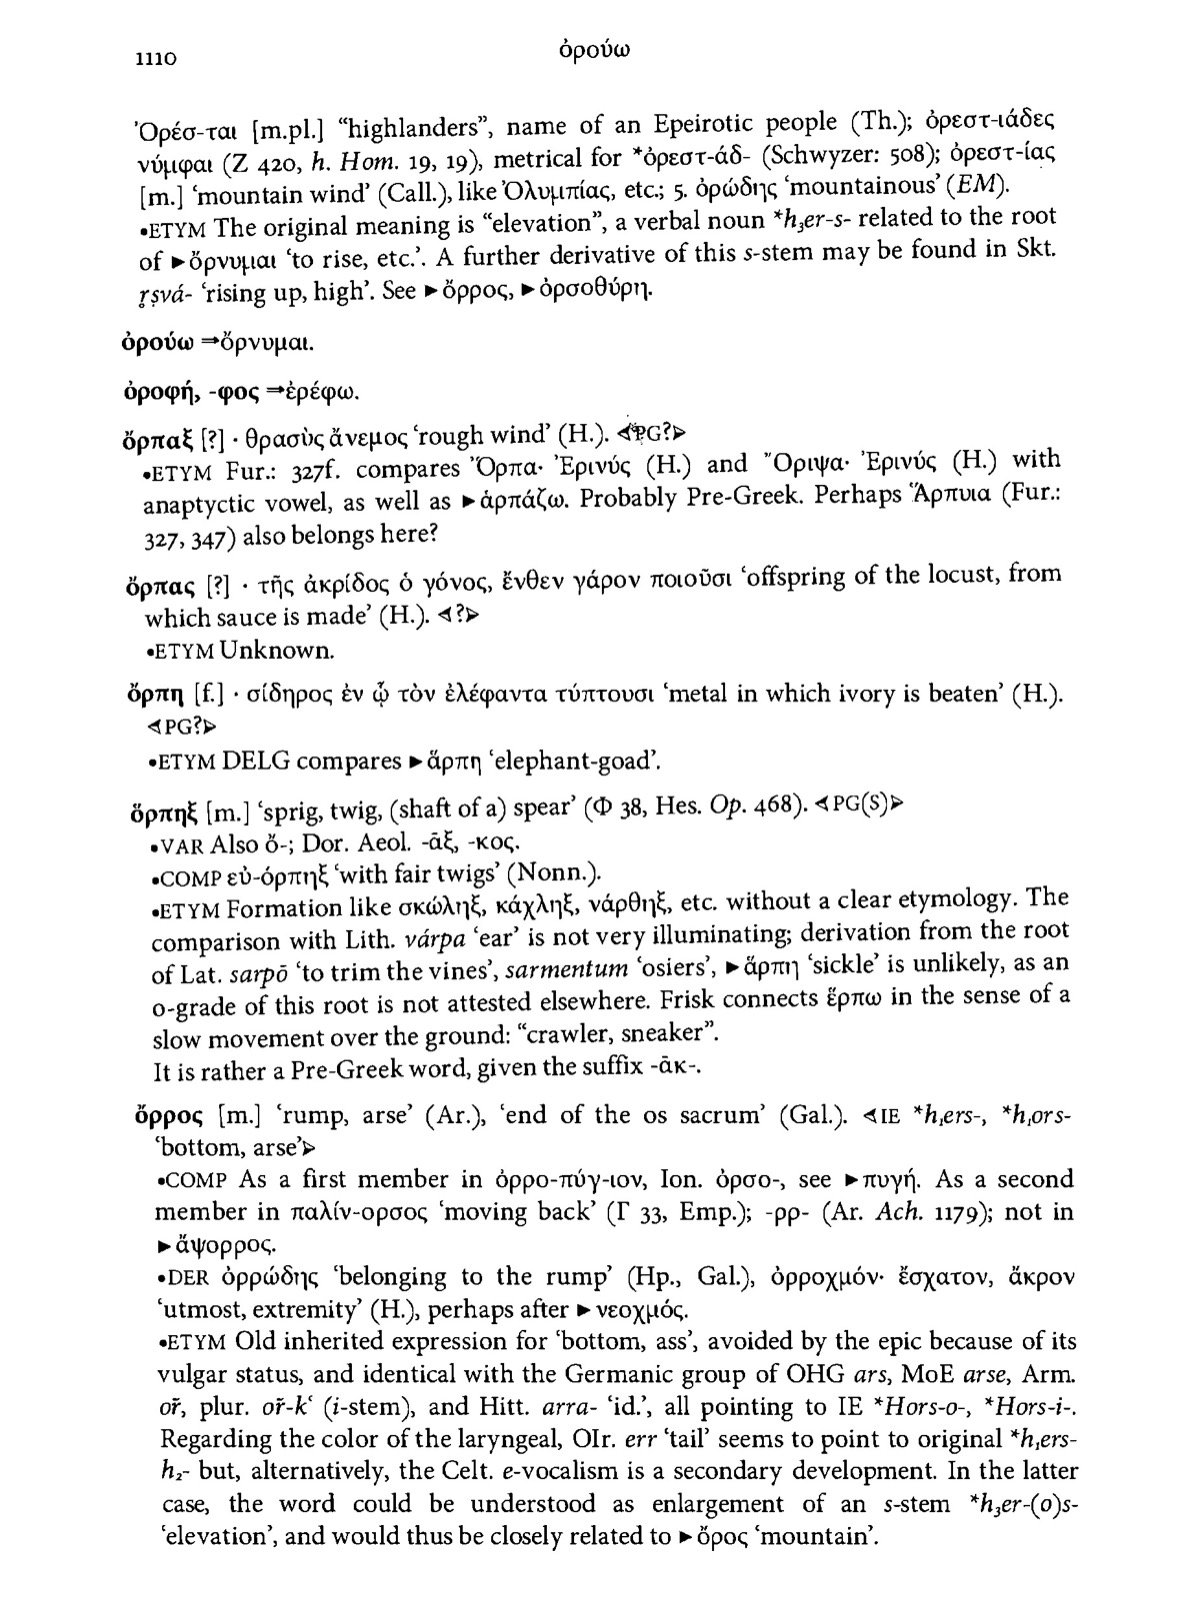 1110
ὀρούω
Ὀρέσ-ται [m.pl.] “highlanders”, name of an Epeirotic people (Th.); ὀρεστ-ιάδες
νύμφαι (Ζ 420, h. Hom. 19, 19), metrical for *ὀρεστ-άδ- (Schwyzer: 508); ὀρεστ-ίας
[m.] ‘mountain wind’ (Call.), like Ὀλυμπίας, etc.; 5. ὀρώδης ‘mountainous’ (EM).
•ETYM The original meaning is “elevation”, a verbal noun *h₃er-s- related to the root
of ►ὄρνυμαι ‘to rise, etc.’. A further derivative of this s-stem may be found in Skt.
r̥ṣvá- ‘rising up, high’. See ►ὄρρος, ►ὀρσοθύρη.
ὀρούω ⇒ὄρνυμαι.
ὀροφή, -φος ⇒ἐρέφω.
ὄρπαξ [?] · θρασὺς ἄνεμος ‘rough wind’ (H.). ⊲PG?⊳
•ETYM Fur.: 327f. compares Ὄρπα· Ἐρινύς (H.) and Ὄριψα· Ἐρινύς (H.) with
anaptyctic vowel, as well as ►ἁρπάζω. Probably Pre-Greek. Perhaps Ἅρπυια (Fur.:
327, 347) also belongs here?
ὄρπας [?] · τῆς ἀκρίδος ὁ γόνος, ἔνθεν γάρον ποιοῦσι ‘offspring of the locust, from
which sauce is made’ (H.). ⊲?⊳
•ETYM Unknown.
ὄρπη [f.] · σίδηρος ἐν ᾧ τὸν ἐλέφαντα τύπτουσι ‘metal in which ivory is beaten’ (H.).
⊲PG?⊳
•ETYM DELG compares ►ἅρπη ‘elephant-goad’.
ὅρπηξ [m.] ‘sprig, twig, (shaft of a) spear’ (Φ 38, Hes. Op. 468). ⊲PG(S)⊳
•VAR Also ὄ-; Dor. Aeol. -ᾱξ, -κος.
•COMP εὐ-όρπηξ ‘with fair twigs’ (Nonn.).
•ETYM Formation like σκώληξ, κάχληξ, νάρθηξ, etc. without a clear etymology. The
comparison with Lith. várpa ‘ear’ is not very illuminating; derivation from the root
of Lat. sarpō ‘to trim the vines’, sarmentum ‘osiers’, ►ἅρπη ‘sickle’ is unlikely, as an
o-grade of this root is not attested elsewhere. Frisk connects ἕρπω in the sense of a
slow movement over the ground: “crawler, sneaker”.
It is rather a Pre-Greek word, given the suffix -ᾱκ-.
ὄρρος [m.] ‘rump, arse’ (Ar.), ‘end of the os sacrum’ (Gal.). ⊲IE *h₁ers-, *h₁ors-
‘bottom, arse’⊳
•COMP As a first member in ὀρρο-πύγ-ιον, Ion. ὀρσο-, see ►πυγή. As a second
member in παλίν-ορσος ‘moving back’ (Γ 33, Emp.); -ρρ- (Ar. Ach. 1179); not in
►ἄψορρος.
•DER ὀρρώδης ‘belonging to the rump’ (Hp., Gal.), ὀρροχμόν· ἔσχατον, ἄκρον
‘utmost, extremity’ (H.), perhaps after ►νεοχμός.
•ETYM Old inherited expression for ‘bottom, ass’, avoided by the epic because of its
vulgar status, and identical with the Germanic group of OHG ars, MoE arse, Arm.
oř, plur. oř-kʻ (i-stem), and Hitt. arra- ‘id.’, all pointing to IE *Hors-o-, *Hors-i-.
Regarding the color of the laryngeal, OIr. err ‘tail’ seems to point to original *h₁ers-
h₂- but, alternatively, the Celt. e-vocalism is a secondary development. In the latter
case, the word could be understood as enlargement of an s-stem *h₃er-(o)s-
‘elevation’, and would thus be closely related to ►ὄρος ‘mountain’.